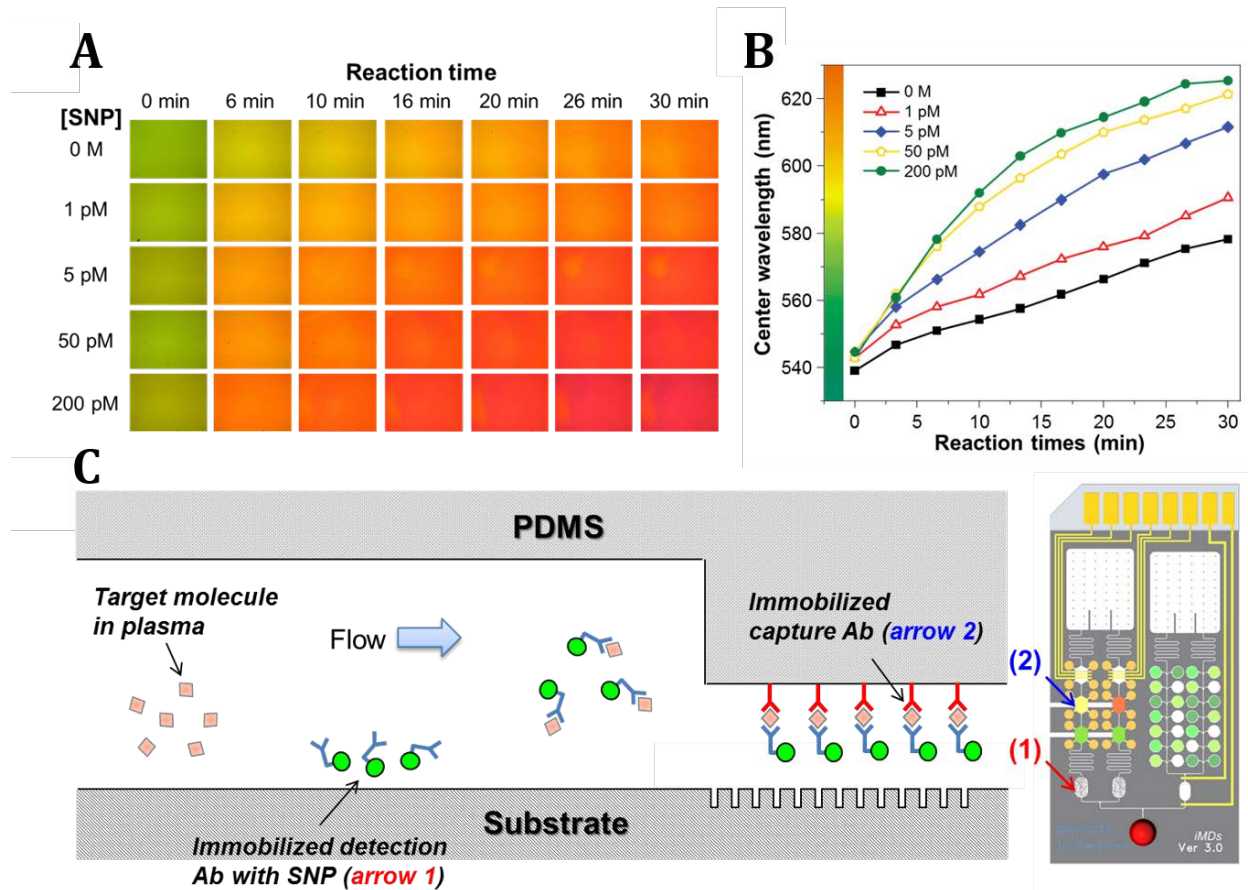 A
Reaction time
0 min 6 min 10 min 16 min 20 min 26 min 30 min
[SNP]
0 M
1 pM
5 pM
50 pM
200 pM
B
Center wavelength (nm)
620
600
580
560
540
0 M
1 pM
5 pM
50 pM
200 pM
0 5 10 15 20 25 30
Reaction times (min)
C
PDMS
Target molecule
in plasma
Flow
Immobilized
capture Ab (arrow 2)
Substrate
Immobilized detection
Ab with SNP (arrow 1)
(2)
(1)
iMDs
Ver 3.0